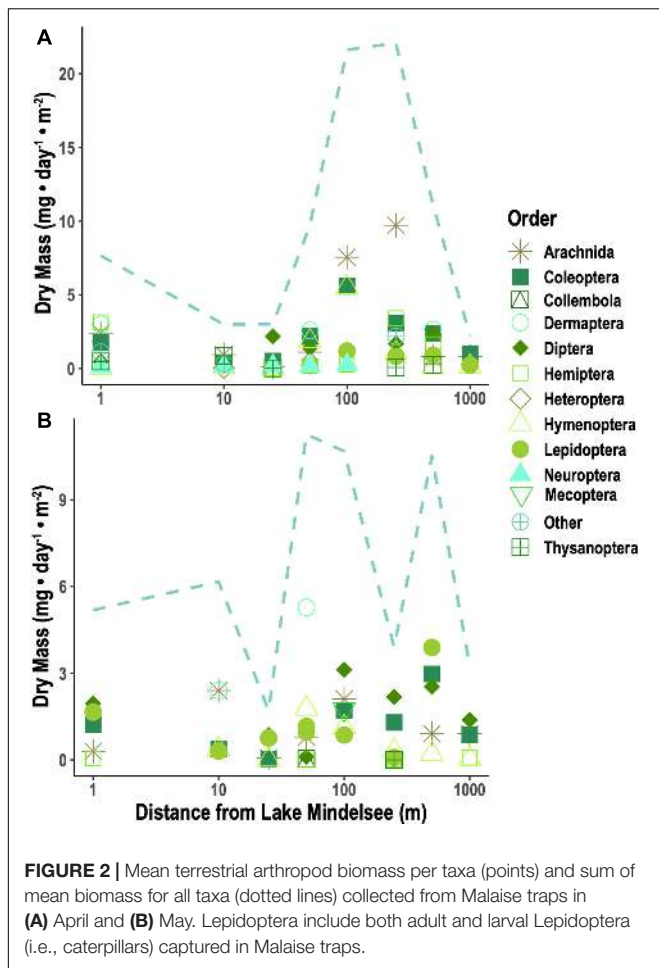 A
Dry Mass (mg • day-1 • m-2)
20
15
10
5
0
1
10
100
1000
B
Dry Mass (mg • day-1 • m-2)
9
6
3
0
1
10
100
1000
Distance from Lake Mindelsee (m)
Order
Arachnida
Coleoptera
Collembola
Dermaptera
Diptera
Hemiptera
Heteroptera
Hymenoptera
Lepidoptera
Neuroptera
Mecoptera
Other
Thysanoptera
FIGURE 2 | Mean terrestrial arthropod biomass per taxa (points) and sum of
mean biomass for all taxa (dotted lines) collected from Malaise traps in
(A) April and (B) May. Lepidoptera include both adult and larval Lepidoptera
(i.e., caterpillars) captured in Malaise traps.